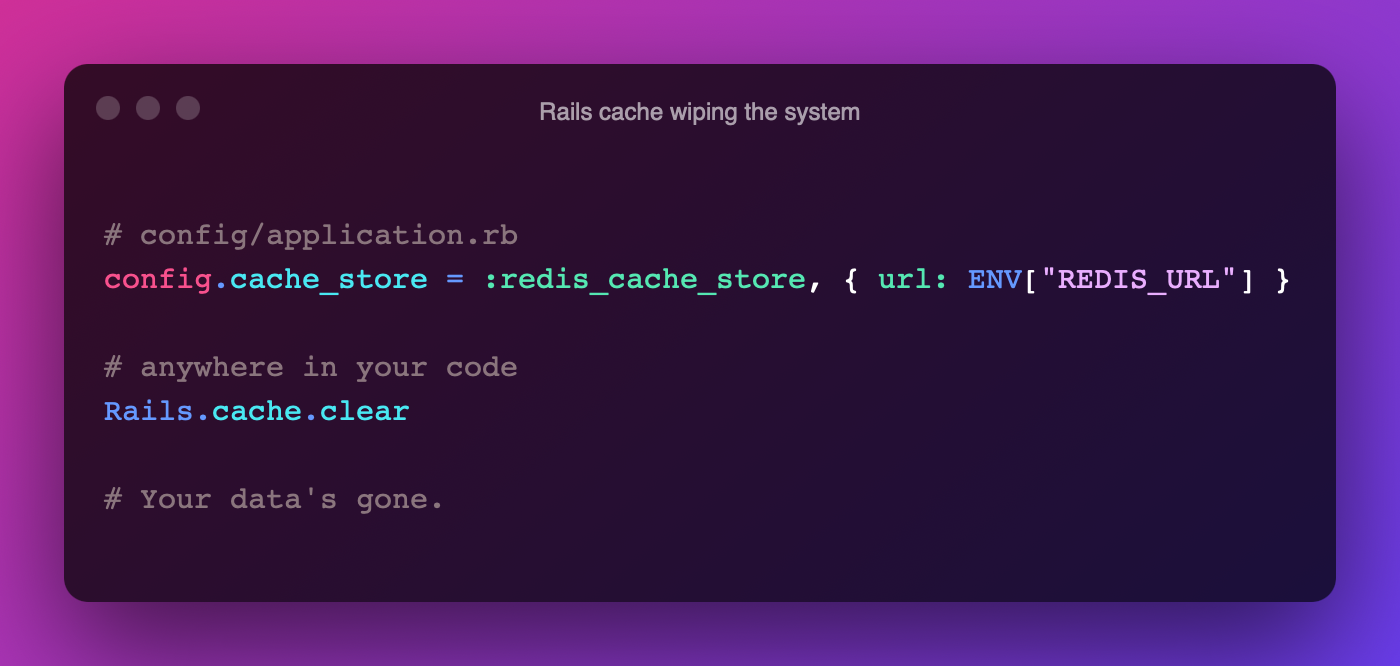 Rails cache wiping the system
# config/application.rb
config.cache_store = :redis_cache_store, { url: ENV["REDIS_URL"] }
# anywhere in your code
Rails.cache.clear
# Your data's gone.